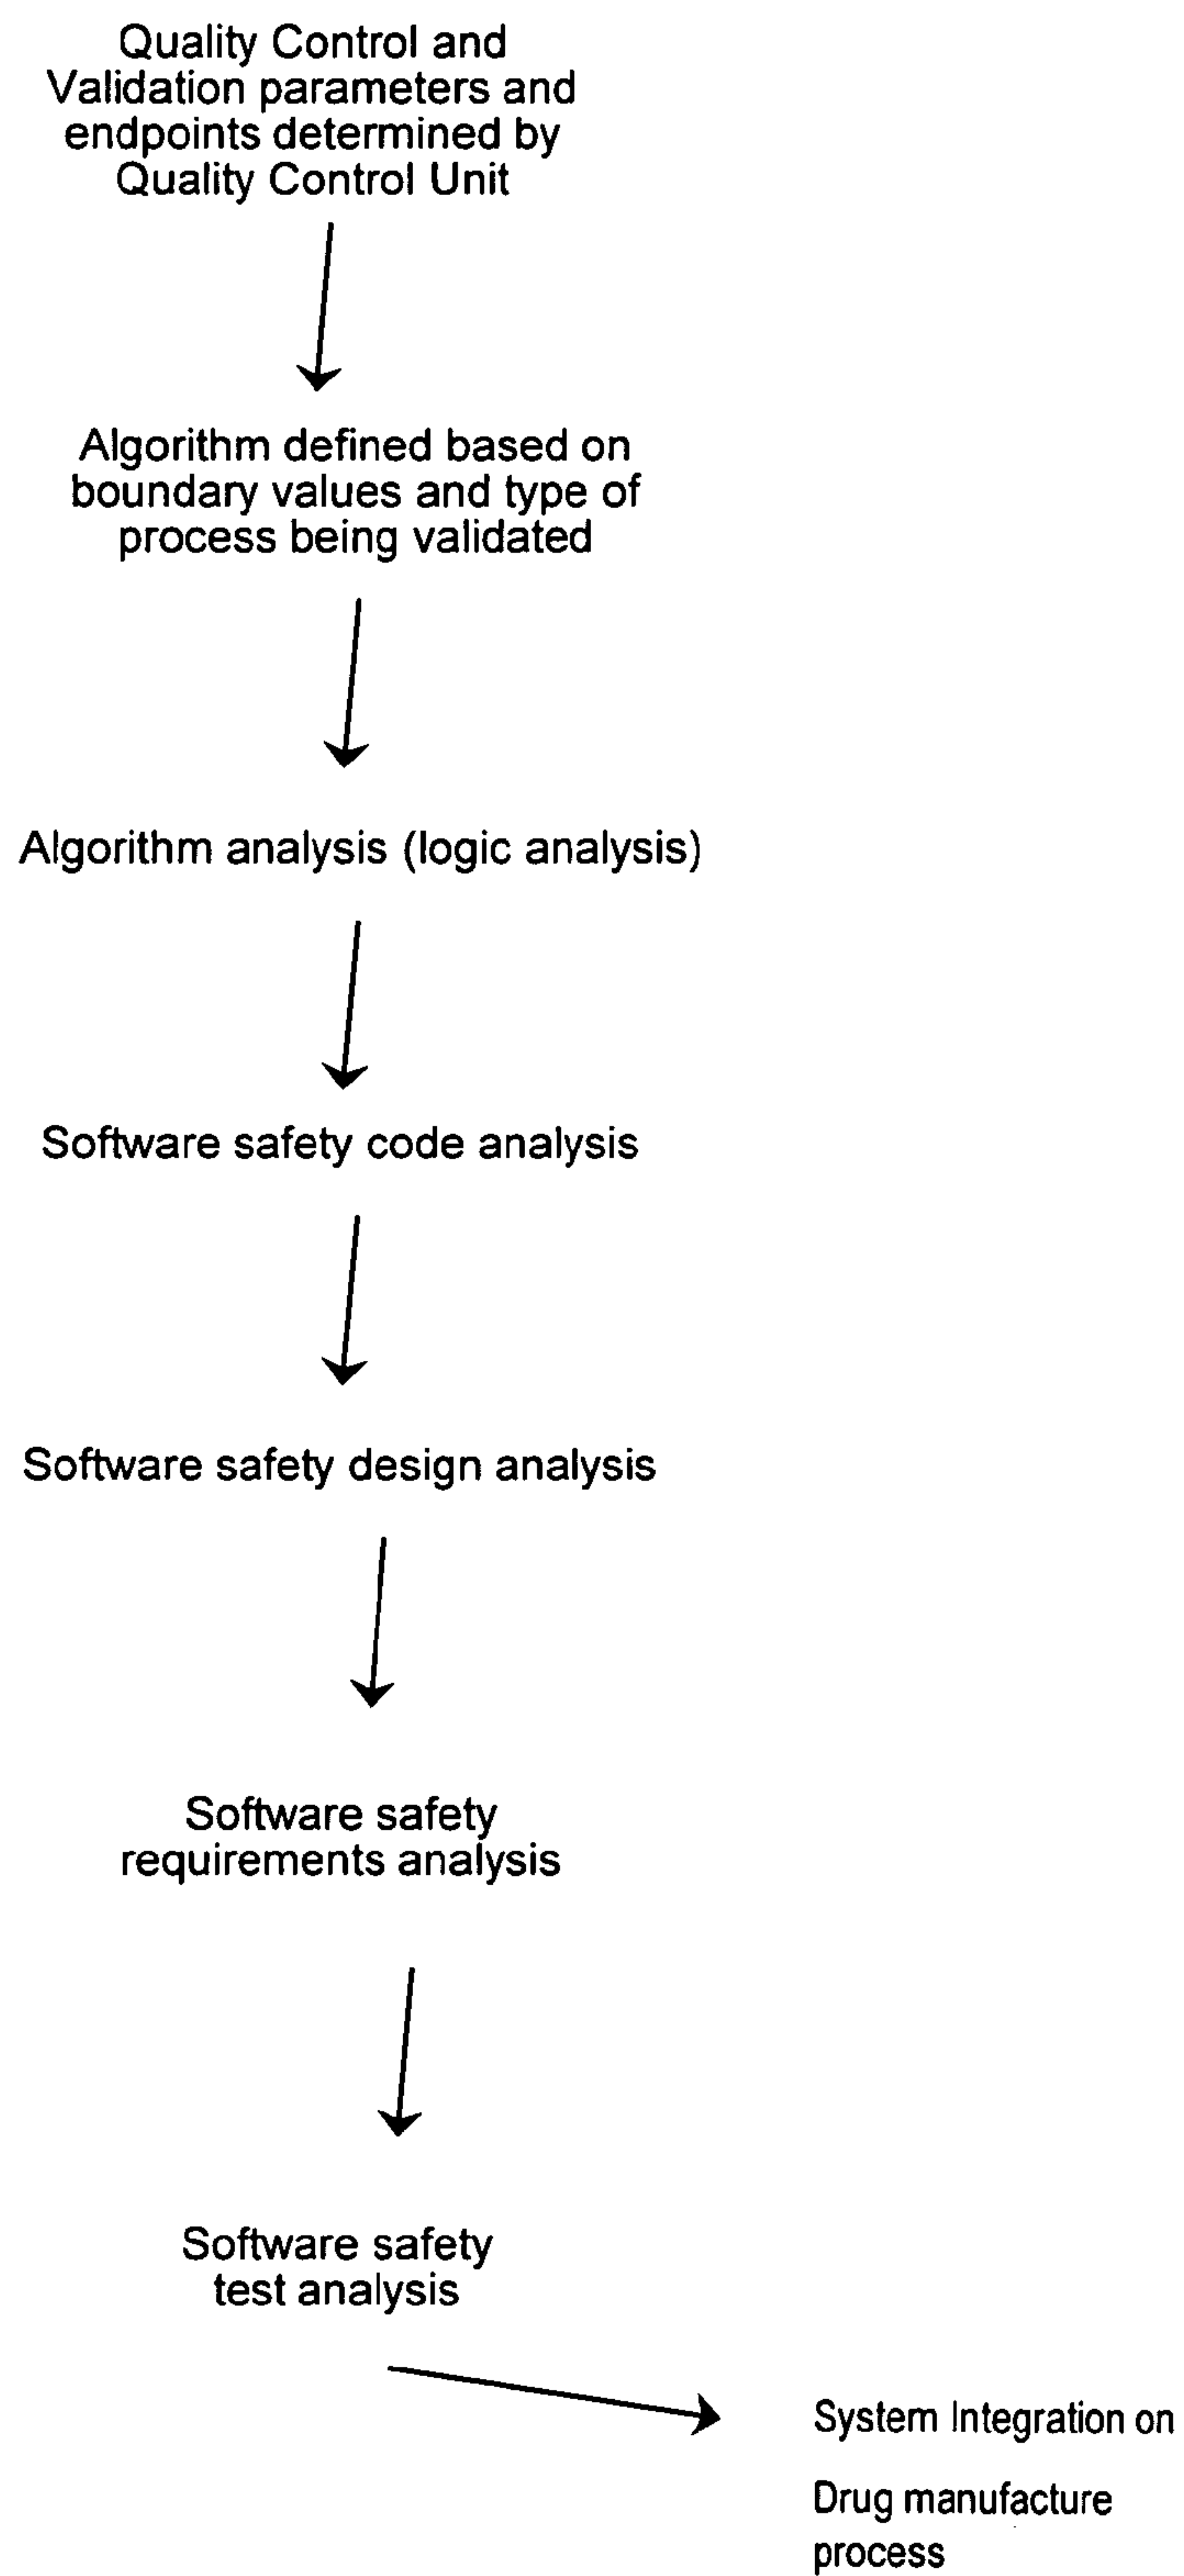 Quality Control and
Validation parameters and
endpoints determined by
Quality Control Unit
Algorithm defined based on
boundary values and type of
process being validated
Algorithm analysis (logic analysis)
Software safety code analysis
Software safety design analysis
Software safety
requirements analysis
Software safety
test analysis
System Integration on
Drug manufacture
process